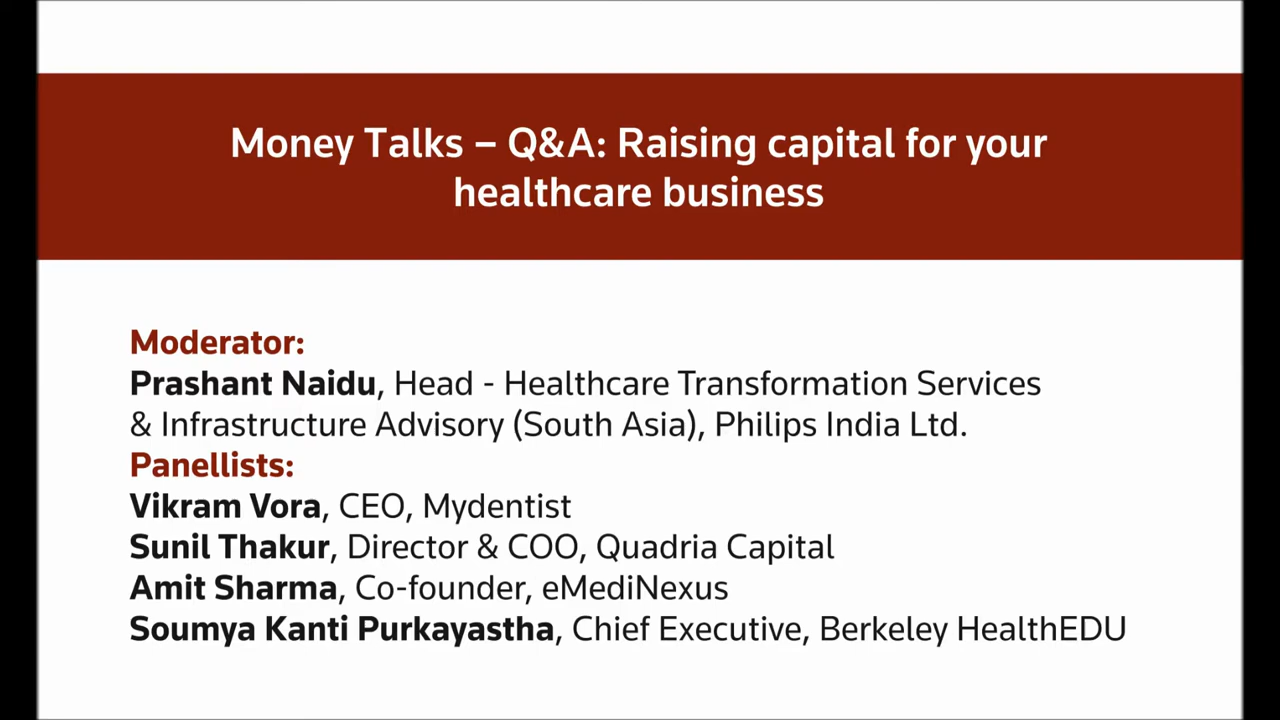 Money Talks – Q&A: Raising capital for your
healthcare business
Moderator:
Prashant Naidu, Head - Healthcare Transformation Services
& Infrastructure Advisory (South Asia), Philips India Ltd.
Panellists:
Vikram Vora, CEO, Mydentist
Sunil Thakur, Director & COO, Quadria Capital
Amit Sharma, Co-founder, eMediNexus
Soumya Kanti Purkayastha, Chief Executive, Berkeley HealthEDU